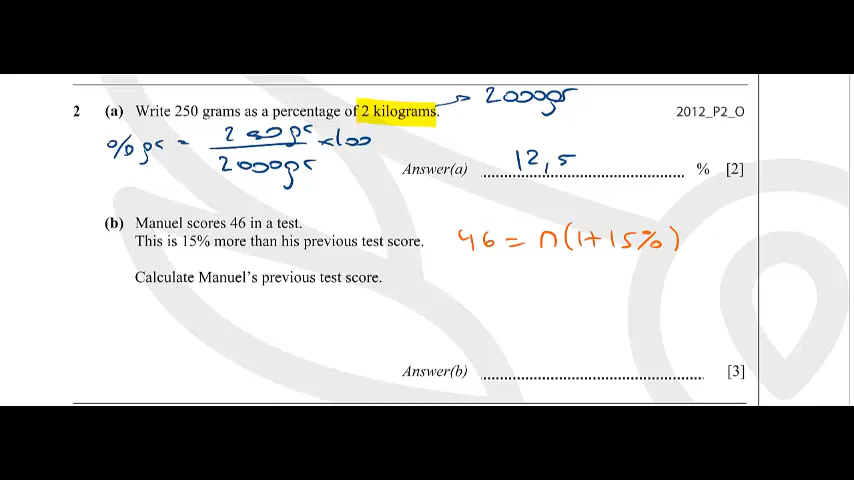 2 (a) Write 250 grams as a percentage of 2 kilograms. → 2000gr 2012_P2_O
% gr = 250gr / 2000gr ×100
Answer(a) 12,5 % [2]
(b) Manuel scores 46 in a test.
This is 15% more than his previous test score. 46 = n(1+15%)
Calculate Manuel's previous test score.
Answer(b) [3]